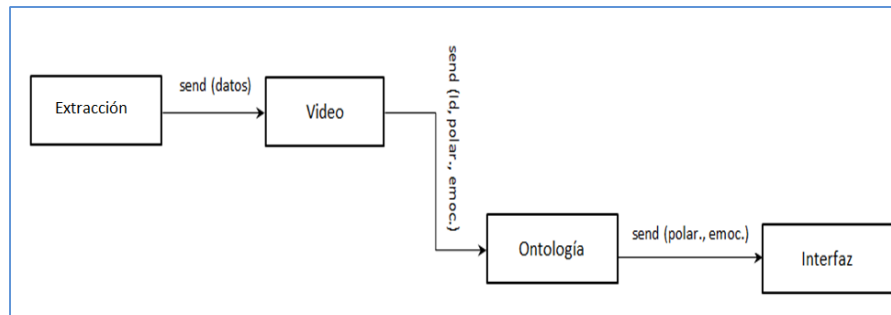 Extracción
send (datos)
Video
send (Id, polar., emoc.)
Ontología
send (polar., emoc.)
Interfaz